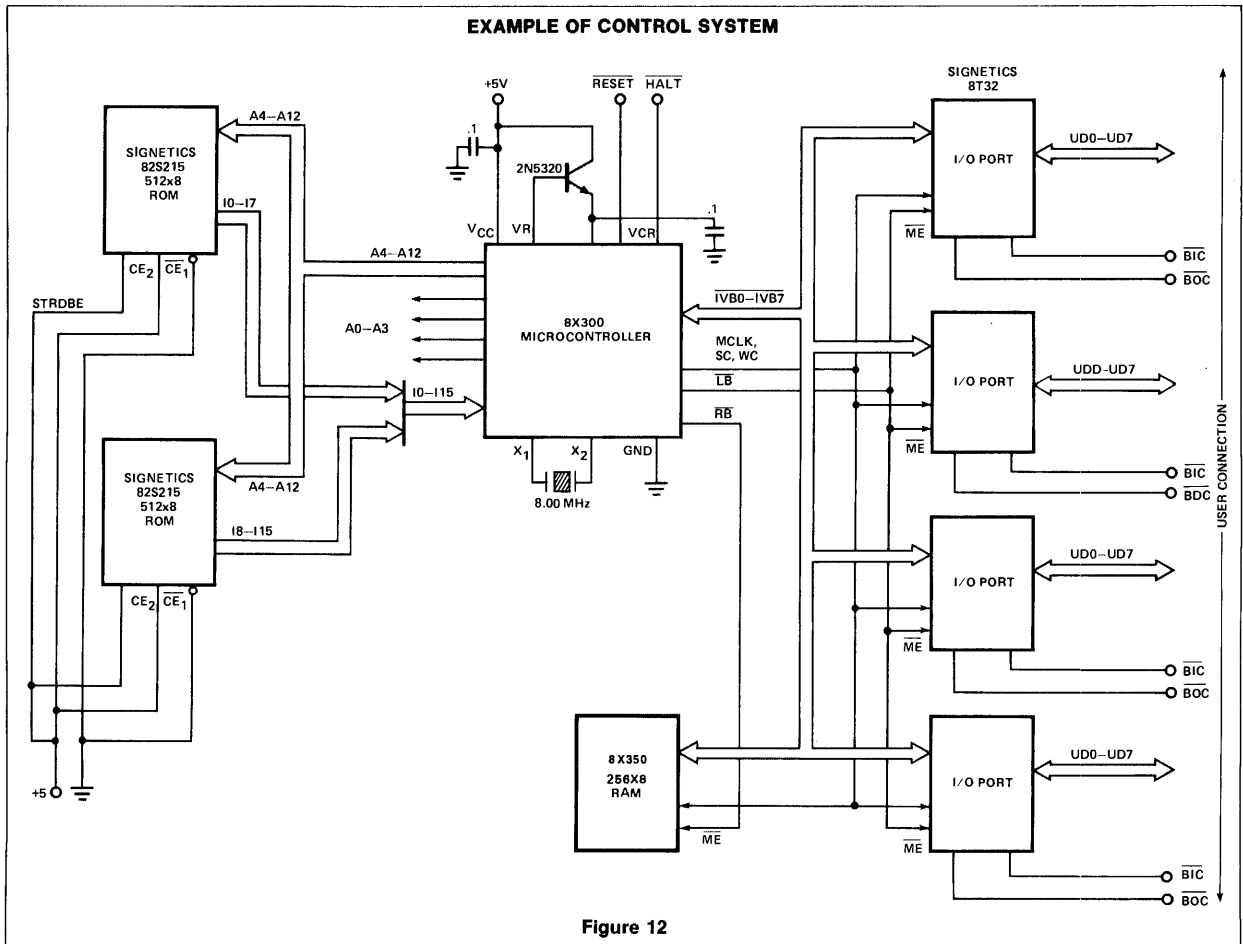 EXAMPLE OF CONTROL SYSTEM
SIGNETICS
82S215
512x8
ROM
A4–A12
I0–I7
CE2
CE1
STRDBE
A4–A12
A0–A3
I0–I15
SIGNETICS
82S215
512x8
ROM
A4–A12
I8–I15
CE2
CE1
+5
+5V
RESET
HALT
.1
2N5320
.1
VCC
VR
VCR
8X300
MICROCONTROLLER
X1
X2
GND
8.00 MHz
IVB0–IVB7
MCLK,
SC, WC
LB
RB
8X350
256X8
RAM
ME
SIGNETICS
8T32
I/O PORT
UD0–UD7
ME
BIC
BOC
I/O PORT
UDD-UD7
ME
BIC
BDC
I/O PORT
UD0–UD7
ME
BIC
BOC
I/O PORT
UD0–UD7
ME
BIC
BOC
USER CONNECTION
Figure 12